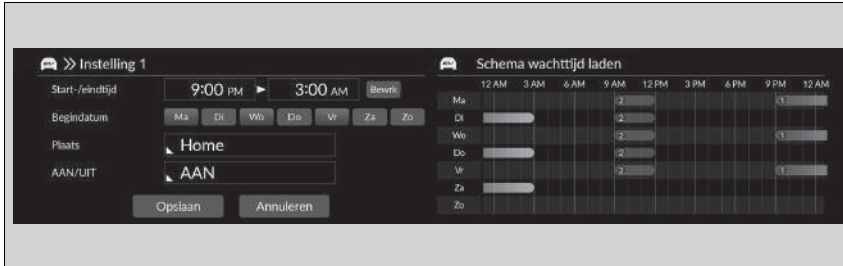 Instelling 1
Start-/eindtijd 9:00 PM 3:00 AM Bewrk
Begindatum Ma Di Wo Do Vr Za Zo
Plaats Home
AAN/UIT AAN
Opslaan Annuleren
Schema wachttijd laden
12 AM 3 AM 6 AM 9 AM 12 PM 3 PM 6 PM 9 PM 12 AM
Ma 2 1
Di 2
Wo 2 1
Do 2
Vr 2 1
Za
Zo